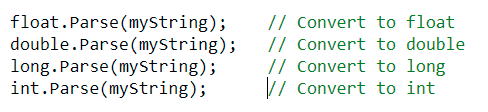 float.Parse(myString);    // Convert to float
double.Parse(myString);   // Convert to double
long.Parse(myString);     // Convert to long
int.Parse(myString);      // Convert to int